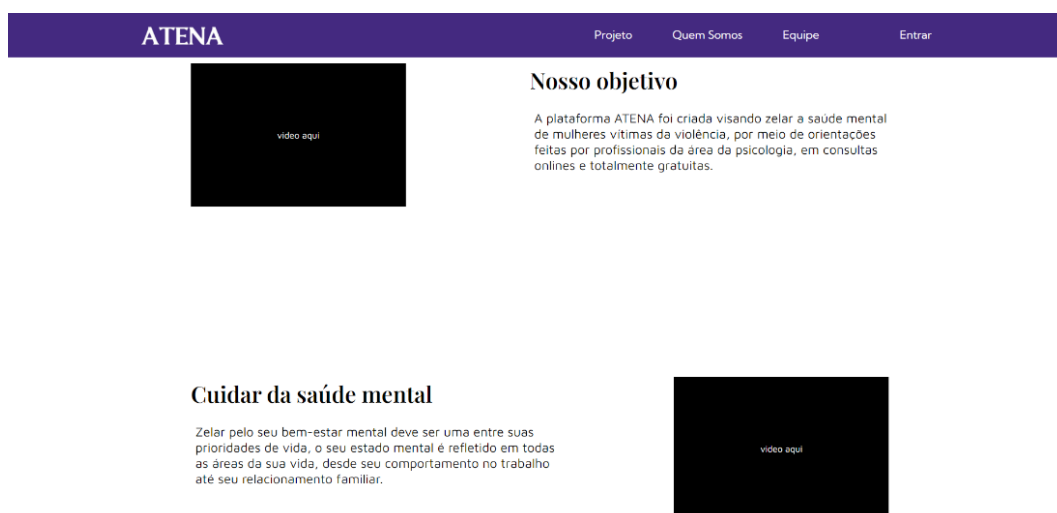 ATENA
Projeto
Quem Somos
Equipe
Entrar
video aqui
Nosso objetivo
A plataforma ATENA foi criada visando zelar a saúde mental
de mulheres vítimas da violência, por meio de orientações
feitas por profissionais da área da psicologia, em consultas
onlines e totalmente gratuitas.
Cuidar da saúde mental
Zelar pelo seu bem-estar mental deve ser uma entre suas
prioridades de vida, o seu estado mental é refletido em todas
as áreas da sua vida, desde seu comportamento no trabalho
até seu relacionamento familiar.
video aqui